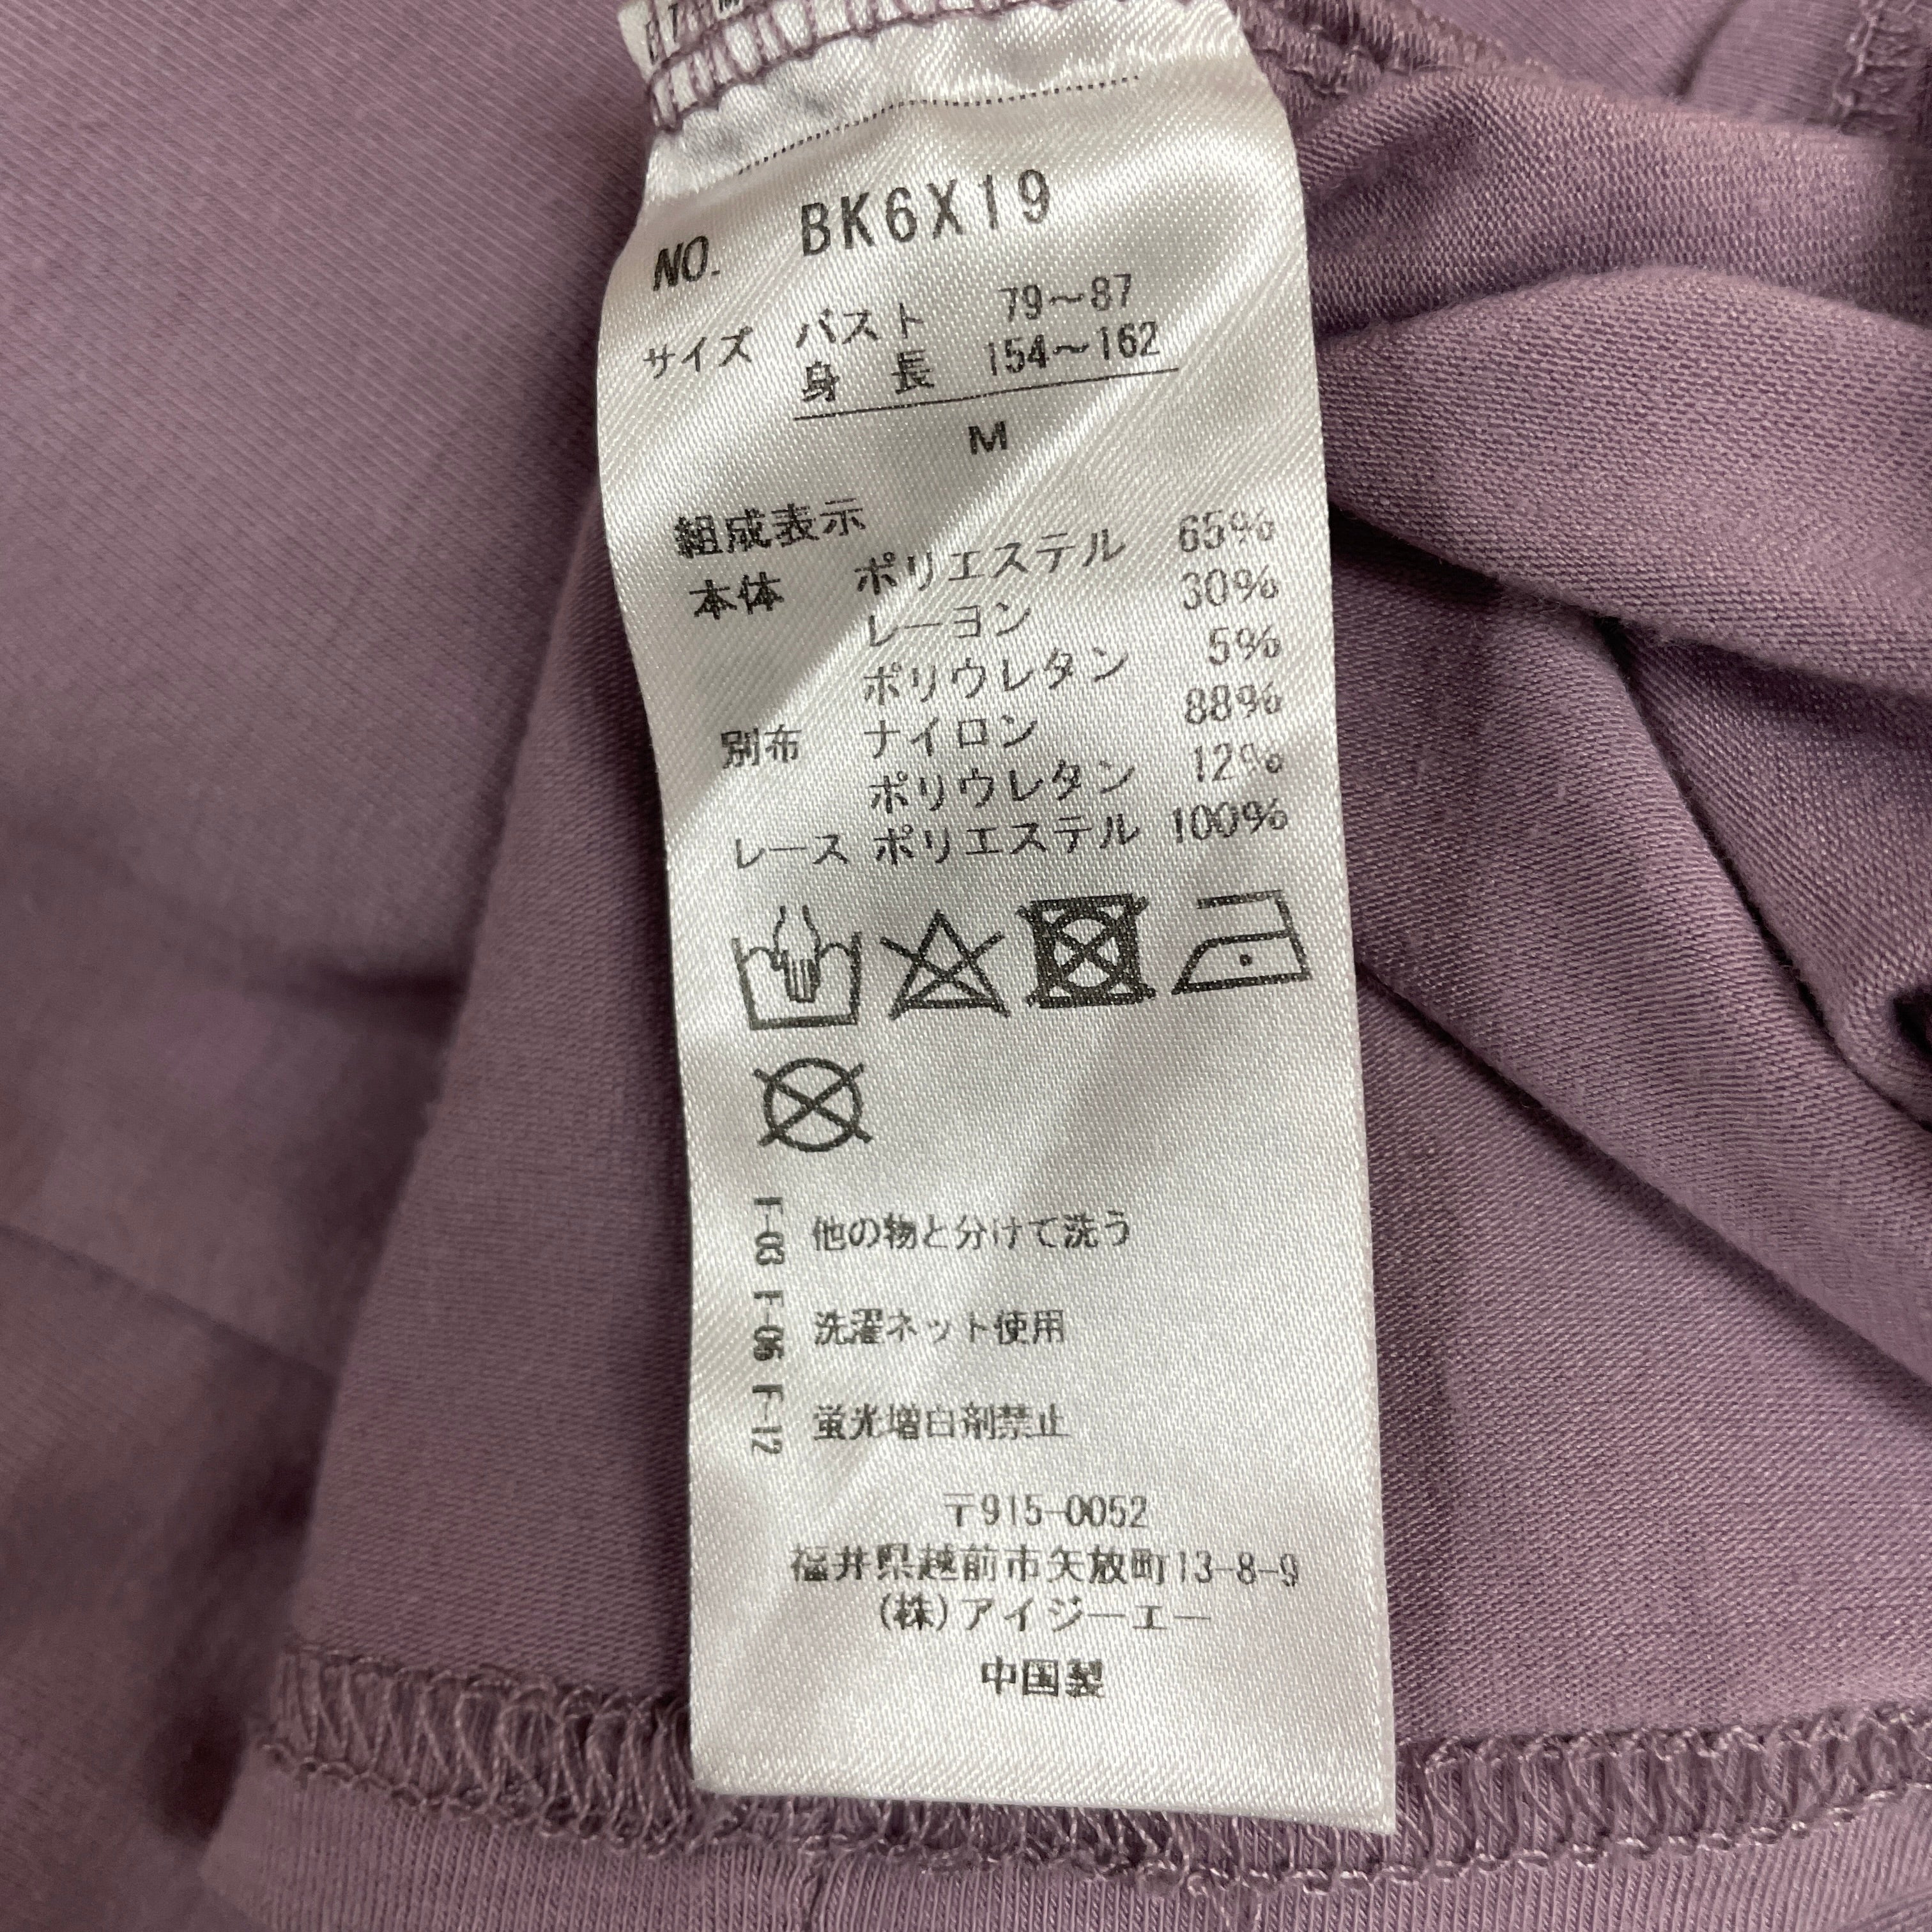 NO. BK6X19
サイズ バスト 79～87
身長 154～162
M
組成表示
本体 ポリエステル 65%
レーヨン 30%
ポリウレタン 5%
別布 ナイロン 88%
ポリウレタン 12%
レース ポリエステル 100%
F-03 他の物と分けて洗う
F-06 洗濯ネット使用
F-12 蛍光増白剤禁止
〒915-0052
福井県越前市矢放町13-8-9
(株)アイジーエー
中国製